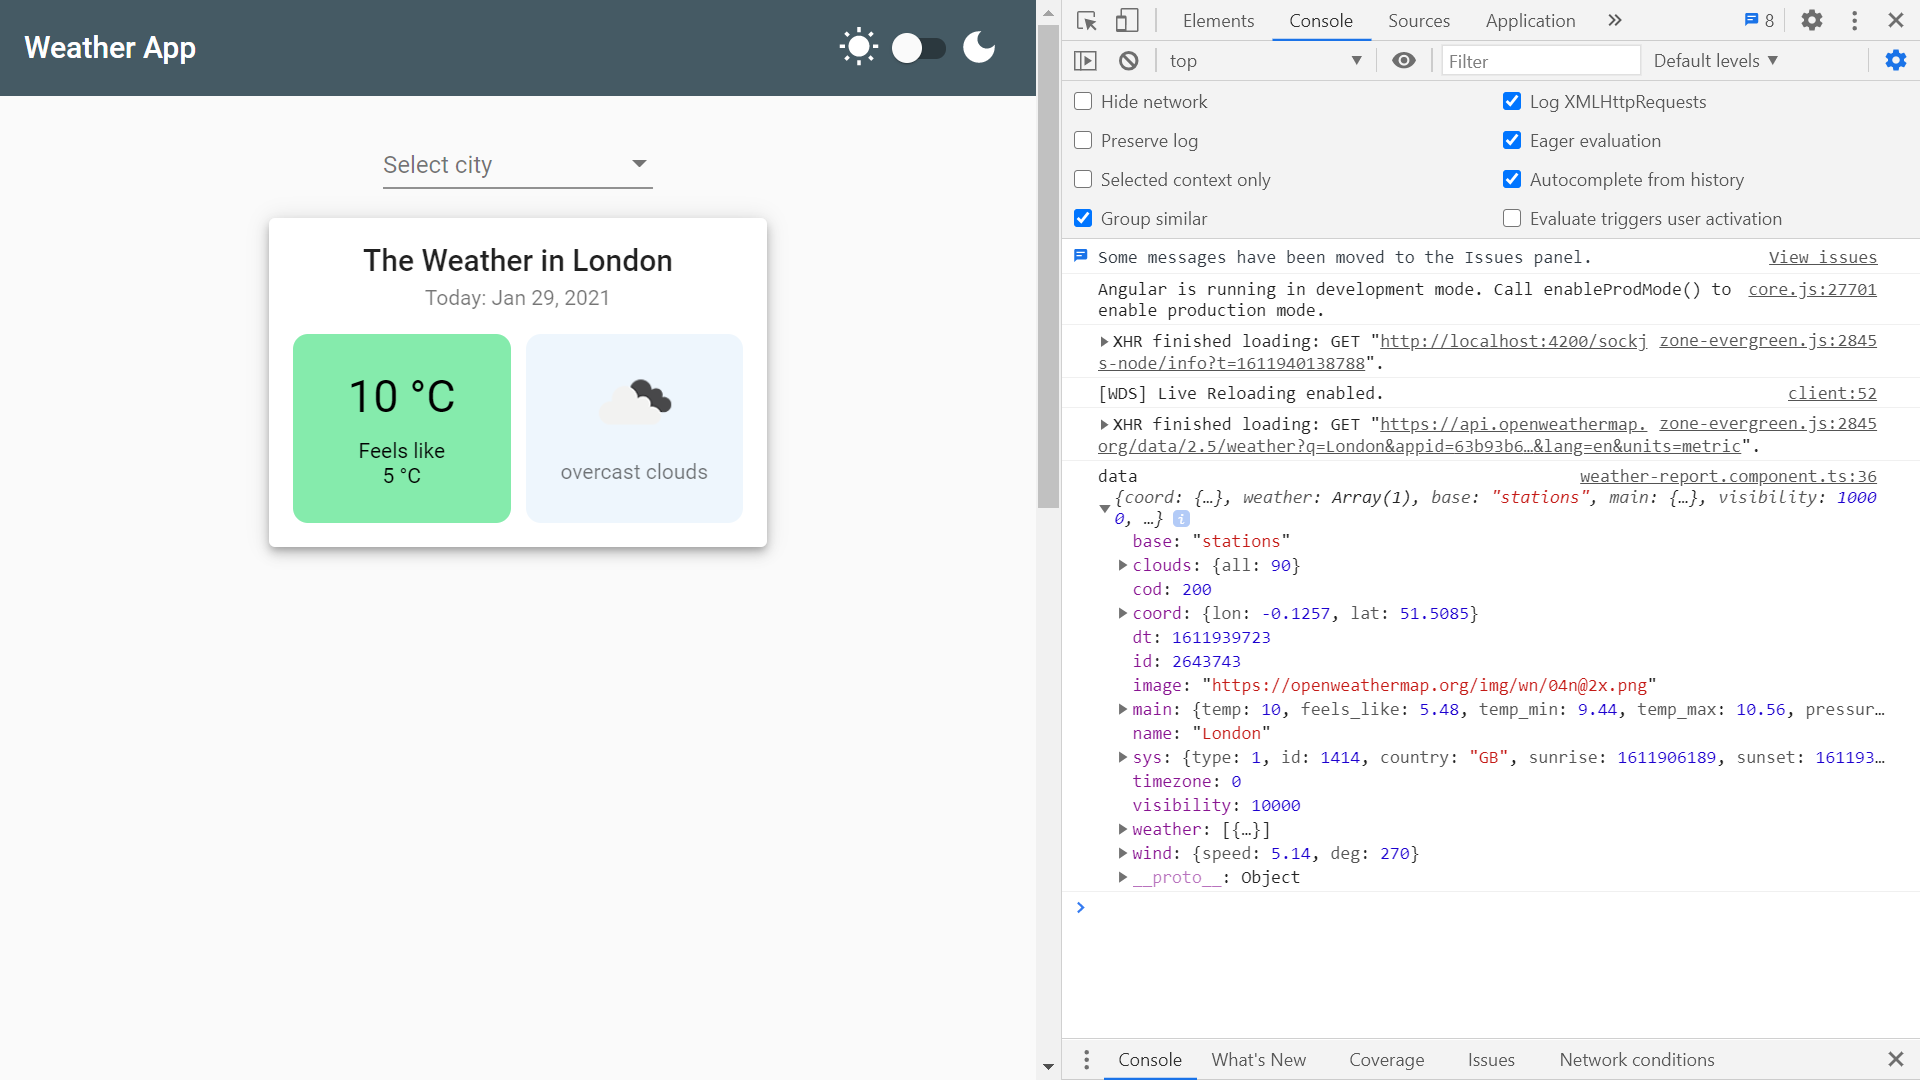 Weather App
Select city
The Weather in London
Today: Jan 29, 2021
10 °C
Feels like
5 °C
overcast clouds
Elements Console Sources Application » 8
top Filter Default levels
Hide network Log XMLHttpRequests
Preserve log Eager evaluation
Selected context only Autocomplete from history
Group similar Evaluate triggers user activation
Some messages have been moved to the Issues panel. View issues
Angular is running in development mode. Call enableProdMode() to core.js:27701
enable production mode.
XHR finished loading: GET "http://localhost:4200/sockj zone-evergreen.js:2845
s-node/info?t=1611940138788".
[WDS] Live Reloading enabled. client:52
XHR finished loading: GET "https://api.openweathermap. zone-evergreen.js:2845
org/data/2.5/weather?q=London&appid=63b93b6…&lang=en&units=metric".
data weather-report.component.ts:36
{coord: {…}, weather: Array(1), base: "stations", main: {…}, visibility: 1000
0, …} i
base: "stations"
clouds: {all: 90}
cod: 200
coord: {lon: -0.1257, lat: 51.5085}
dt: 1611939723
id: 2643743
image: "https://openweathermap.org/img/wn/04n@2x.png"
main: {temp: 10, feels_like: 5.48, temp_min: 9.44, temp_max: 10.56, pressur…
name: "London"
sys: {type: 1, id: 1414, country: "GB", sunrise: 1611906189, sunset: 161193…
timezone: 0
visibility: 10000
weather: [{…}]
wind: {speed: 5.14, deg: 270}
__proto__: Object
Console What's New Coverage Issues Network conditions